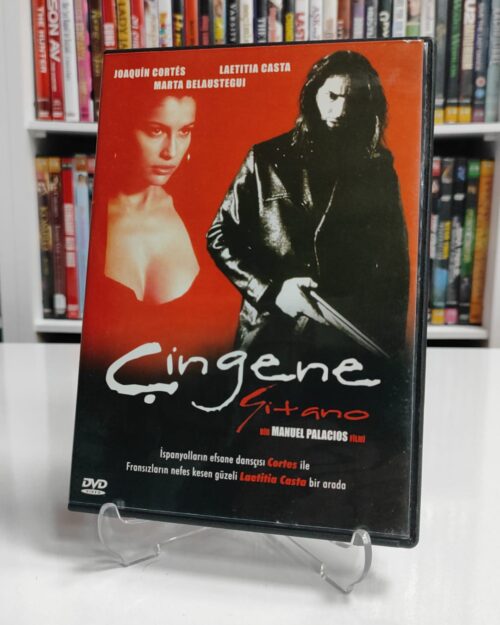 JOAQUÍN CORTÉS LAETITIA CASTA
MARTA BELAUSTEGUI
Çingene
Gitano
BİR MANUEL PALACIOS FİLMİ
İspanyolların efsane dansçısı Cortes ile
Fransızların nefes kesen güzeli Laetitia Casta bir arada
DVD
VIDEO